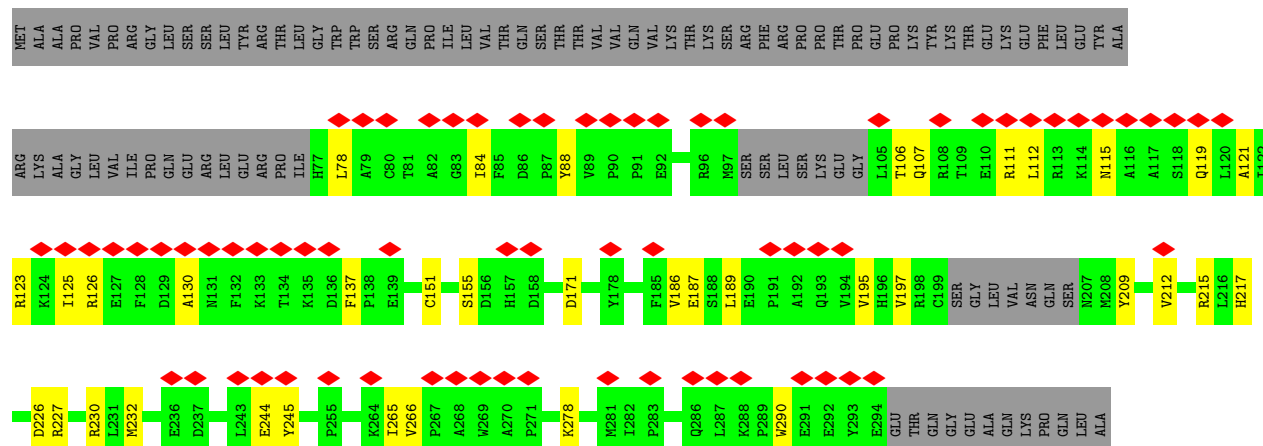 MET ALA ALA PRO VAL PRO ARG GLY LEU SER SER LEU TYR ARG THR LEU GLY TRP TRP SER ARG GLN PRO ILE LEU VAL THR GLN SER THR THR VAL VAL GLN VAL LYS THR LYS SER ARG PHE ARG PRO PRO THR PRO GLU PRO LYS TYR LYS THR GLU LYS GLU PHE LEU GLU TYR ALA
ARG LYS ALA GLY LEU VAL ILE PRO GLN GLU ARG LEU GLU ARG PRO ILE H77 L78 A79 C80 T81 A82 G83 I84 F85 D86 P87 Y88 V89 P90 P91 E92 R96 M97 SER SER LEU SER LYS GLU GLY L105 T106 Q107 R108 T109 E110 R111 L112 R113 K114 N115 A116 A117 S118 Q119 L120 A121 I122
R123 K124 I125 R126 E127 F128 D129 A130 N131 F132 K133 T134 K135 D136 F137 P138 E139 C151 S155 D156 H157 D158 D171 Y178 F185 V186 E187 S188 L189 E190 P191 A192 Q193 V194 V195 H196 V197 R198 C199 SER GLY LEU VAL ASN GLN SER N207 M208 Y209 V212 R215 L216 H217
D226 R227 R230 L231 M232 E236 D237 L243 E244 Y245 P255 K264 I265 V266 P267 A268 W269 A270 P271 K278 M281 I282 P283 Q286 L287 K288 P289 W290 E291 E292 Y293 E294 GLU THR GLN GLY GLU ALA GLN LYS PRO GLN LEU ALA